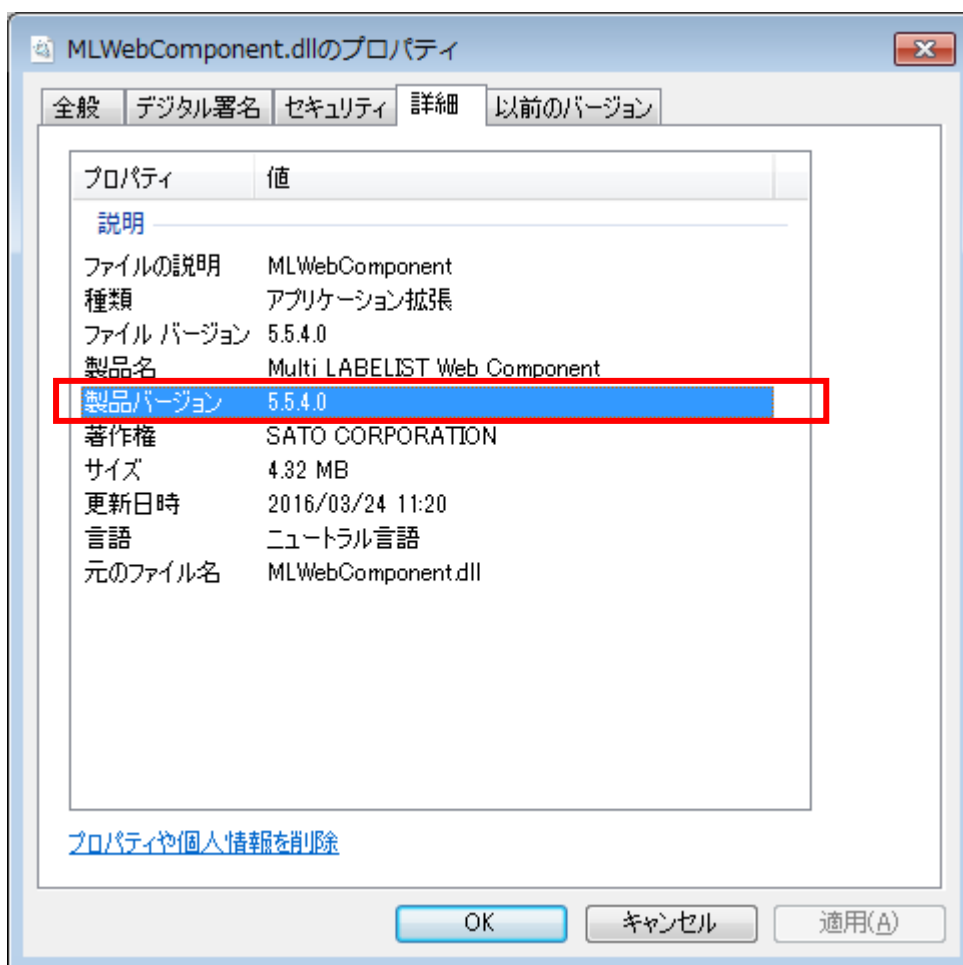 MLWebComponent.dllのプロパティ
全般 デジタル署名 セキュリティ 詳細 以前のバージョン
プロパティ 値
説明
ファイルの説明 MLWebComponent
種類 アプリケーション拡張
ファイル バージョン 5.5.4.0
製品名 Multi LABELIST Web Component
製品バージョン 5.5.4.0
著作権 SATO CORPORATION
サイズ 4.32 MB
更新日時 2016/03/24 11:20
言語 ニュートラル言語
元のファイル名 MLWebComponent.dll
プロパティや個人情報を削除
OK キャンセル 適用(A)